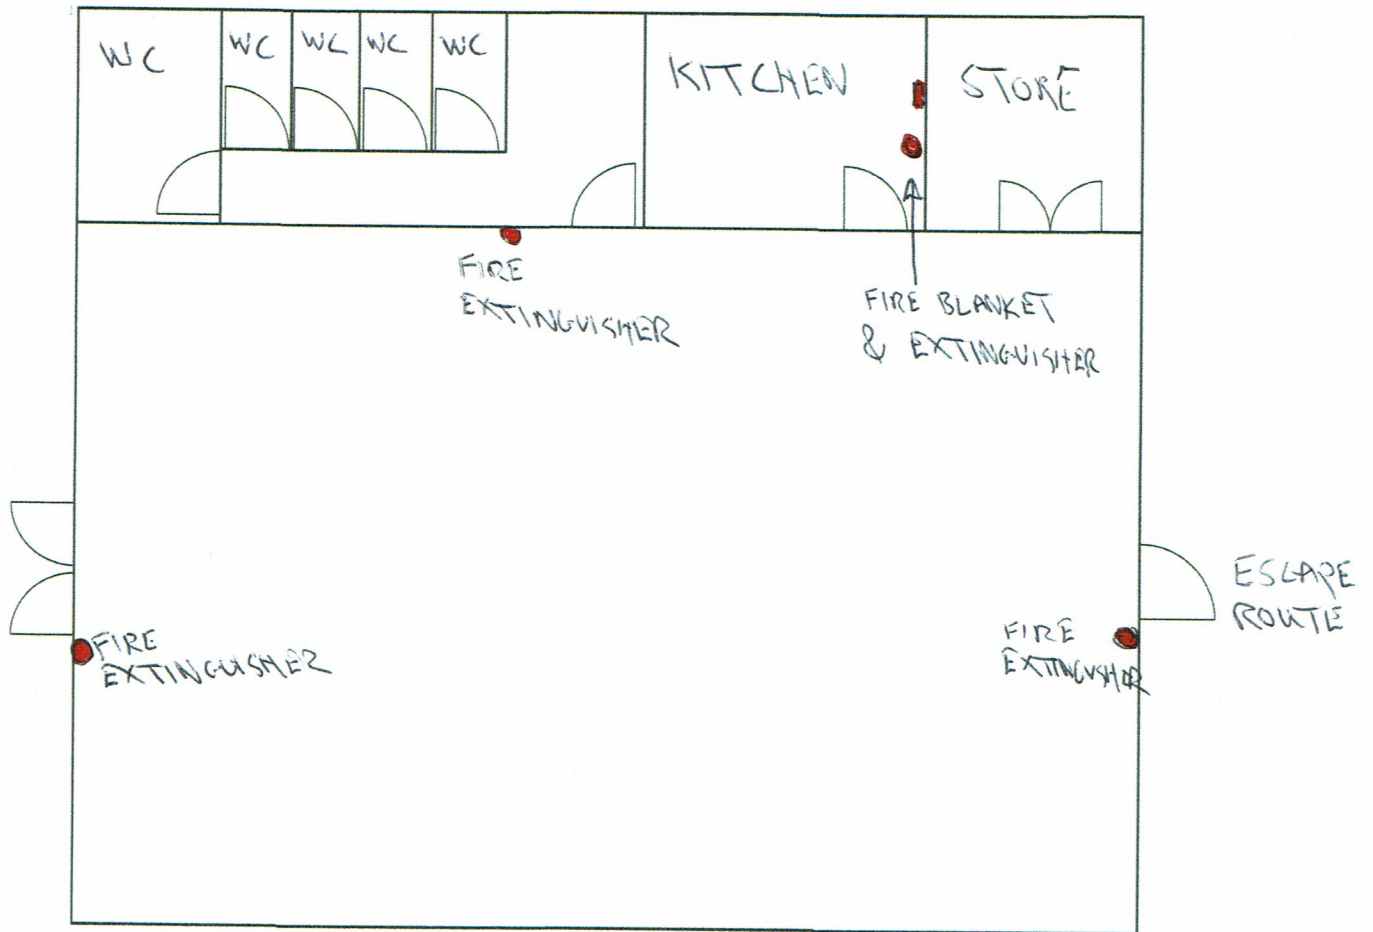 WC
WC
WC
WC
WC
KITCHEN
STORE
FIRE
EXTINGUISHER
FIRE BLANKET
& EXTINGUISHER
ESCAPE
ROUTE
FIRE
EXTINGUISHER
FIRE
EXTINGUISHER